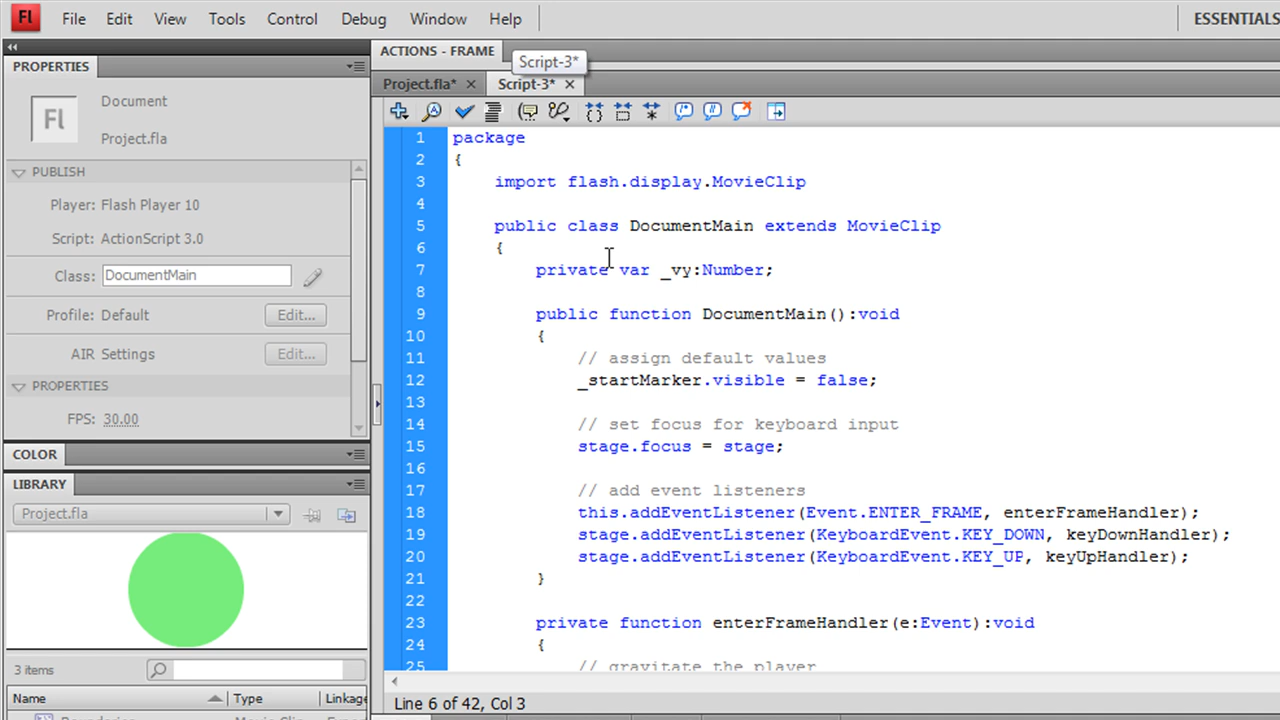 Fl File Edit View Tools Control Debug Window Help ESSENTIALS
PROPERTIES
Fl
Document
Project.fla
PUBLISH
Player: Flash Player 10
Script: ActionScript 3.0
Class: DocumentMain
Profile: Default Edit...
AIR Settings Edit...
PROPERTIES
FPS: 30.00
COLOR
LIBRARY
Project.fla
3 items
Name Type Linkage
ACTIONS - FRAME
Script-3*
Project.fla* Script-3*
1 package
2 {
3 import flash.display.MovieClip
4
5 public class DocumentMain extends MovieClip
6 {
7 private var _vy:Number;
8
9 public function DocumentMain():void
10 {
11 // assign default values
12 _startMarker.visible = false;
13
14 // set focus for keyboard input
15 stage.focus = stage;
16
17 // add event listeners
18 this.addEventListener(Event.ENTER_FRAME, enterFrameHandler);
19 stage.addEventListener(KeyboardEvent.KEY_DOWN, keyDownHandler);
20 stage.addEventListener(KeyboardEvent.KEY_UP, keyUpHandler);
21 }
22
23 private function enterFrameHandler(e:Event):void
24 {
25 // gravitate the player
Line 6 of 42, Col 3